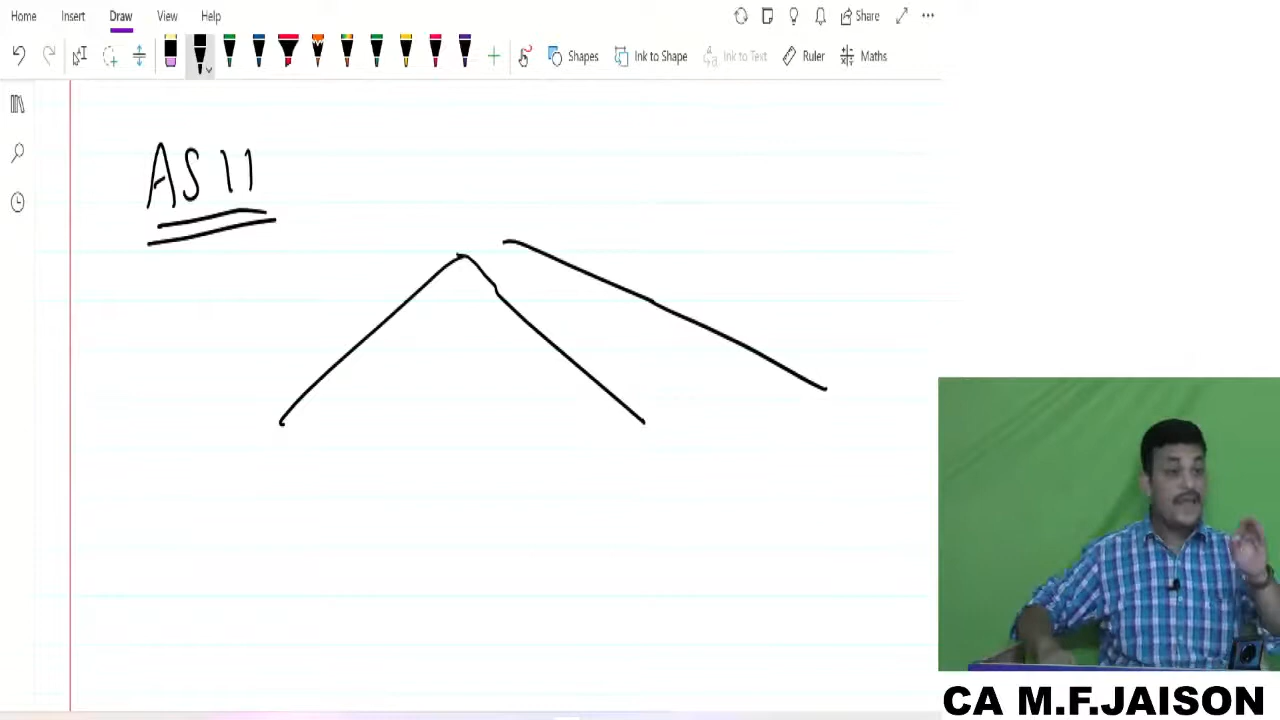 Home Insert Draw View Help Share
Shapes Ink to Shape Ink to Text Ruler Maths
AS 11
CA M.F.JAISON